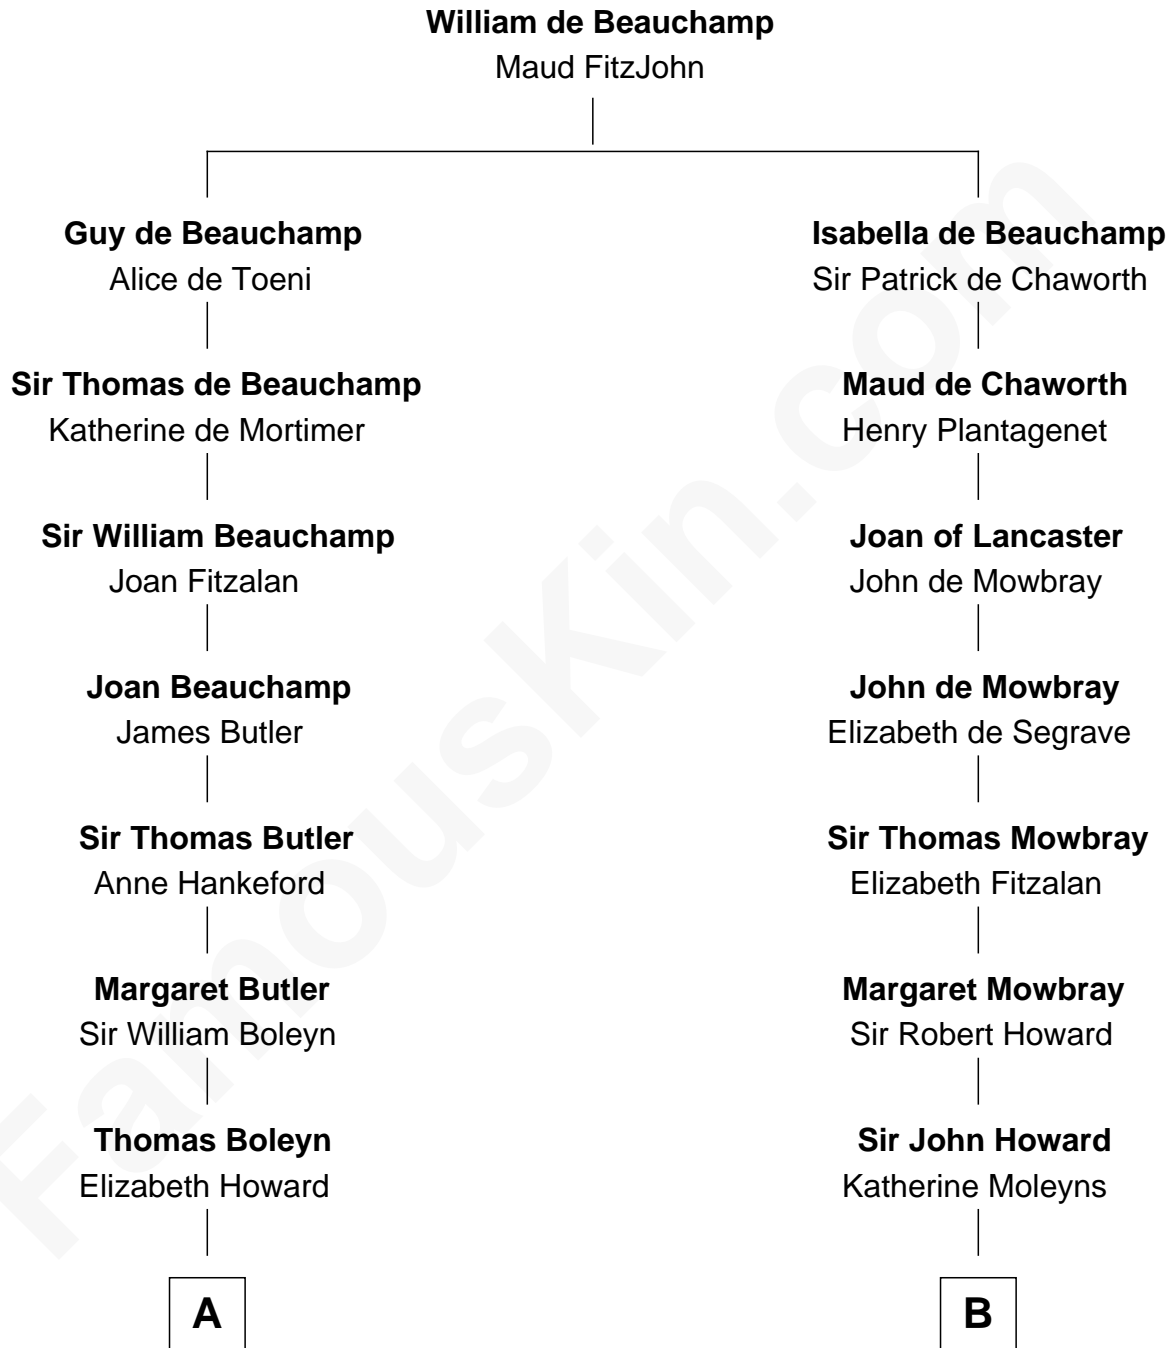 William de Beauchamp
Maud FitzJohn
Guy de Beauchamp
Alice de Toeni
Isabella de Beauchamp
Sir Patrick de Chaworth
Sir Thomas de Beauchamp
Katherine de Mortimer
Maud de Chaworth
Henry Plantagenet
Sir William Beauchamp
Joan Fitzalan
Joan of Lancaster
John de Mowbray
Joan Beauchamp
James Butler
John de Mowbray
Elizabeth de Segrave
Sir Thomas Butler
Anne Hankeford
Sir Thomas Mowbray
Elizabeth Fitzalan
Margaret Butler
Sir William Boleyn
Margaret Mowbray
Sir Robert Howard
Thomas Boleyn
Elizabeth Howard
Sir John Howard
Katherine Moleyns
A
B
FamousKin.com